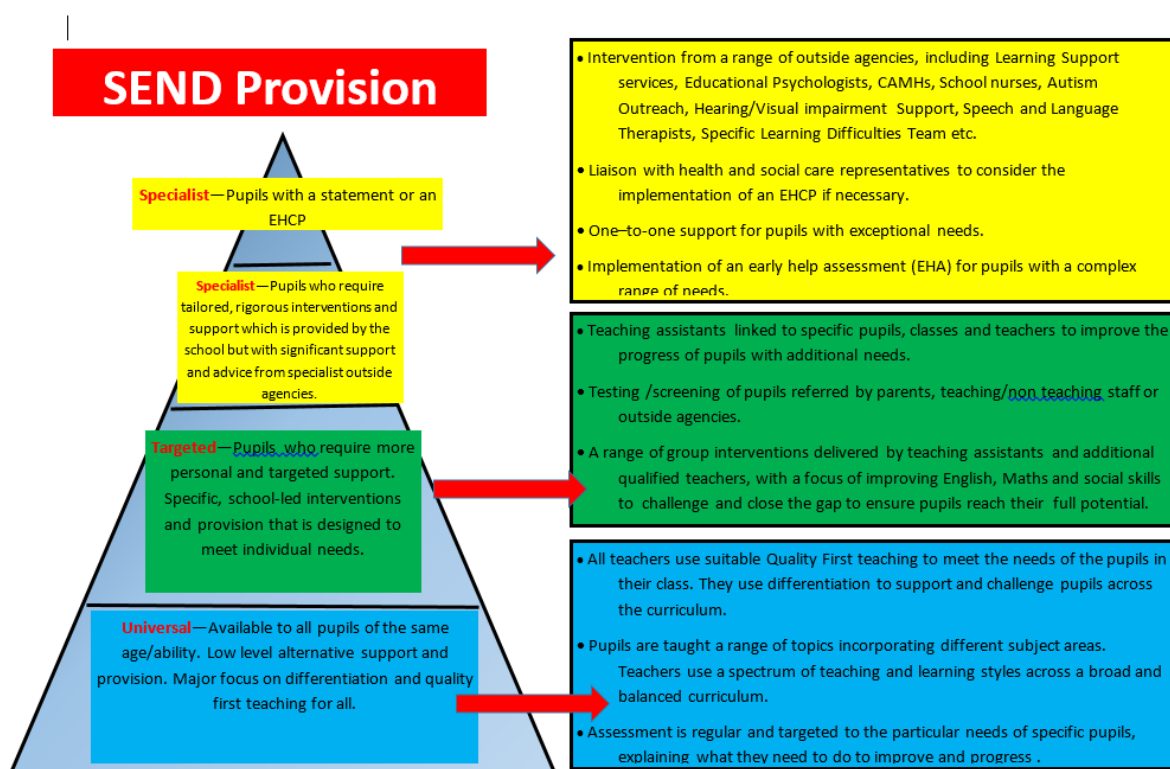 SEND Provision
Specialist—Pupils with a statement or an
EHCP
Specialist—Pupils who require
tailored, rigorous interventions and
support which is provided by the
school but with significant support
and advice from specialist outside
agencies.
Targeted—Pupils who require more
personal and targeted support.
Specific, school-led interventions
and provision that is designed to
meet individual needs.
Universal—Available to all pupils of the same
age/ability. Low level alternative support and
provision. Major focus on differentiation and quality
first teaching for all.
• Intervention from a range of outside agencies, including Learning Support
services, Educational Psychologists, CAMHs, School nurses, Autism
Outreach, Hearing/Visual impairment Support, Speech and Language
Therapists, Specific Learning Difficulties Team etc.
• Liaison with health and social care representatives to consider the
implementation of an EHCP if necessary.
• One–to-one support for pupils with exceptional needs.
• Implementation of an early help assessment (EHA) for pupils with a complex
range of needs.
• Teaching assistants linked to specific pupils, classes and teachers to improve the
progress of pupils with additional needs.
• Testing /screening of pupils referred by parents, teaching/non teaching staff or
outside agencies.
• A range of group interventions delivered by teaching assistants and additional
qualified teachers, with a focus of improving English, Maths and social skills
to challenge and close the gap to ensure pupils reach their full potential.
• All teachers use suitable Quality First teaching to meet the needs of the pupils in
their class. They use differentiation to support and challenge pupils across
the curriculum.
• Pupils are taught a range of topics incorporating different subject areas.
Teachers use a spectrum of teaching and learning styles across a broad and
balanced curriculum.
• Assessment is regular and targeted to the particular needs of specific pupils,
explaining what they need to do to improve and progress .